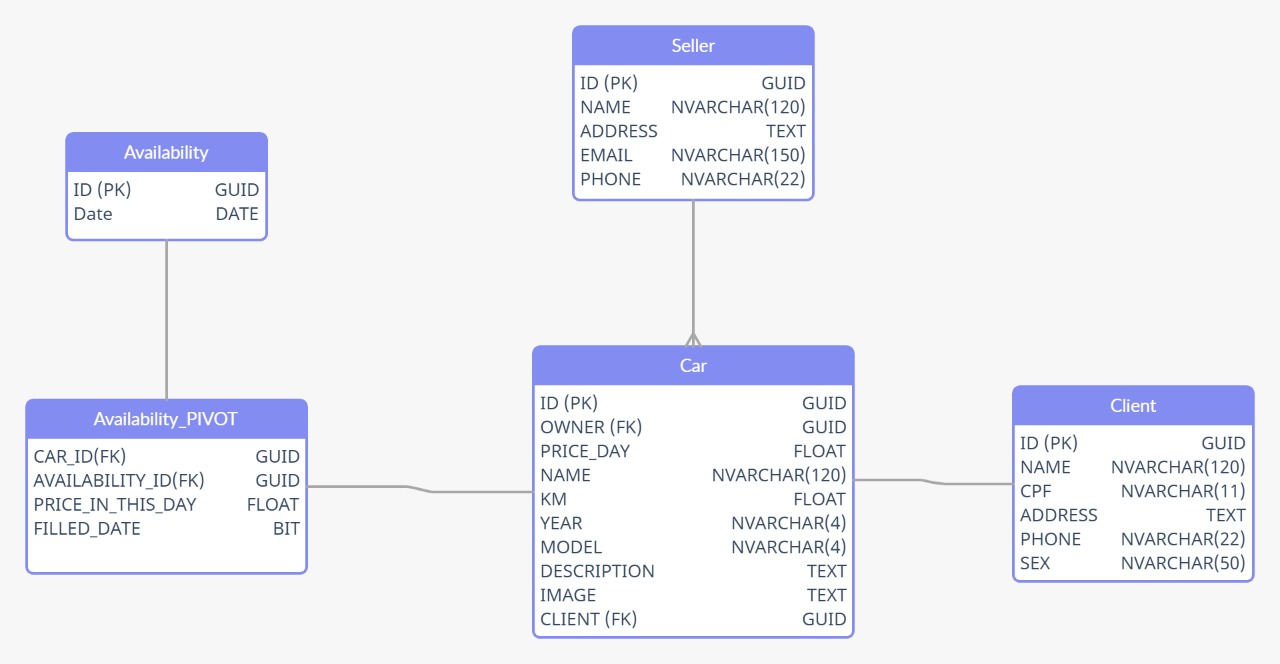 Seller
ID (PK) GUID
NAME NVARCHAR(120)
ADDRESS TEXT
EMAIL NVARCHAR(150)
PHONE NVARCHAR(22)
Availability
ID (PK) GUID
Date DATE
Availability_PIVOT
CAR_ID(FK) GUID
AVAILABILITY_ID(FK) GUID
PRICE_IN_THIS_DAY FLOAT
FILLED_DATE BIT
Car
ID (PK) GUID
OWNER (FK) GUID
PRICE_DAY FLOAT
NAME NVARCHAR(120)
KM FLOAT
YEAR NVARCHAR(4)
MODEL NVARCHAR(4)
DESCRIPTION TEXT
IMAGE TEXT
CLIENT (FK) GUID
Client
ID (PK) GUID
NAME NVARCHAR(120)
CPF NVARCHAR(11)
ADDRESS TEXT
PHONE NVARCHAR(22)
SEX NVARCHAR(50)